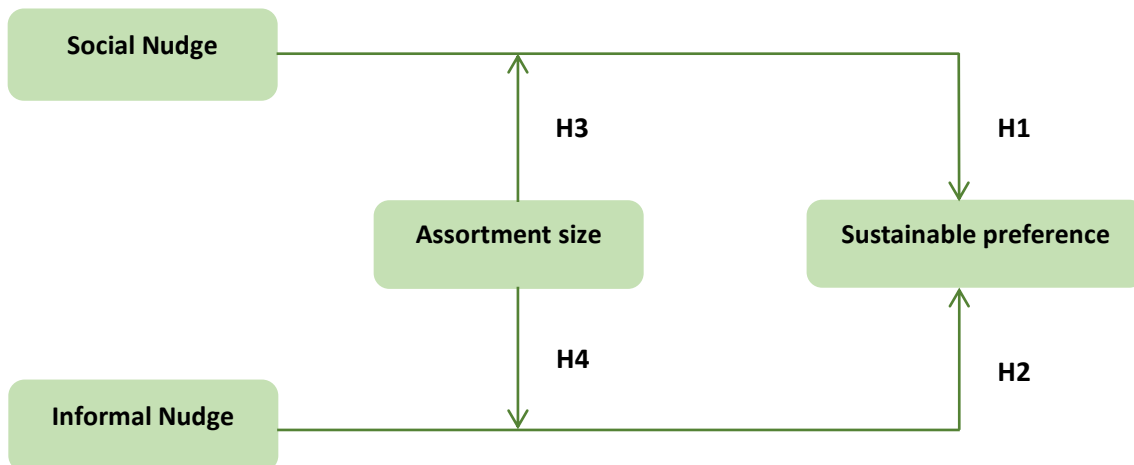 Social Nudge
H3
H1
Assortment size
Sustainable preference
H4
H2
Informal Nudge